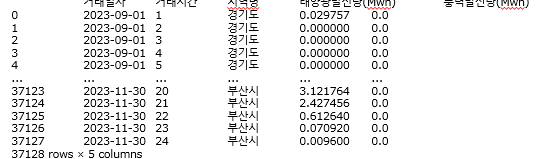 거래일자 거래시간 지역명 태양광발전량(MWh) 풍력발전량(MWh)
0 2023-09-01 1 경기도 0.029757 0.0
1 2023-09-01 2 경기도 0.000000 0.0
2 2023-09-01 3 경기도 0.000000 0.0
3 2023-09-01 4 경기도 0.000000 0.0
4 2023-09-01 5 경기도 0.000000 0.0
... ... ... ... ... ...
37123 2023-11-30 20 부산시 3.121764 0.0
37124 2023-11-30 21 부산시 2.427456 0.0
37125 2023-11-30 22 부산시 0.612640 0.0
37126 2023-11-30 23 부산시 0.070920 0.0
37127 2023-11-30 24 부산시 0.009600 0.0
37128 rows × 5 columns